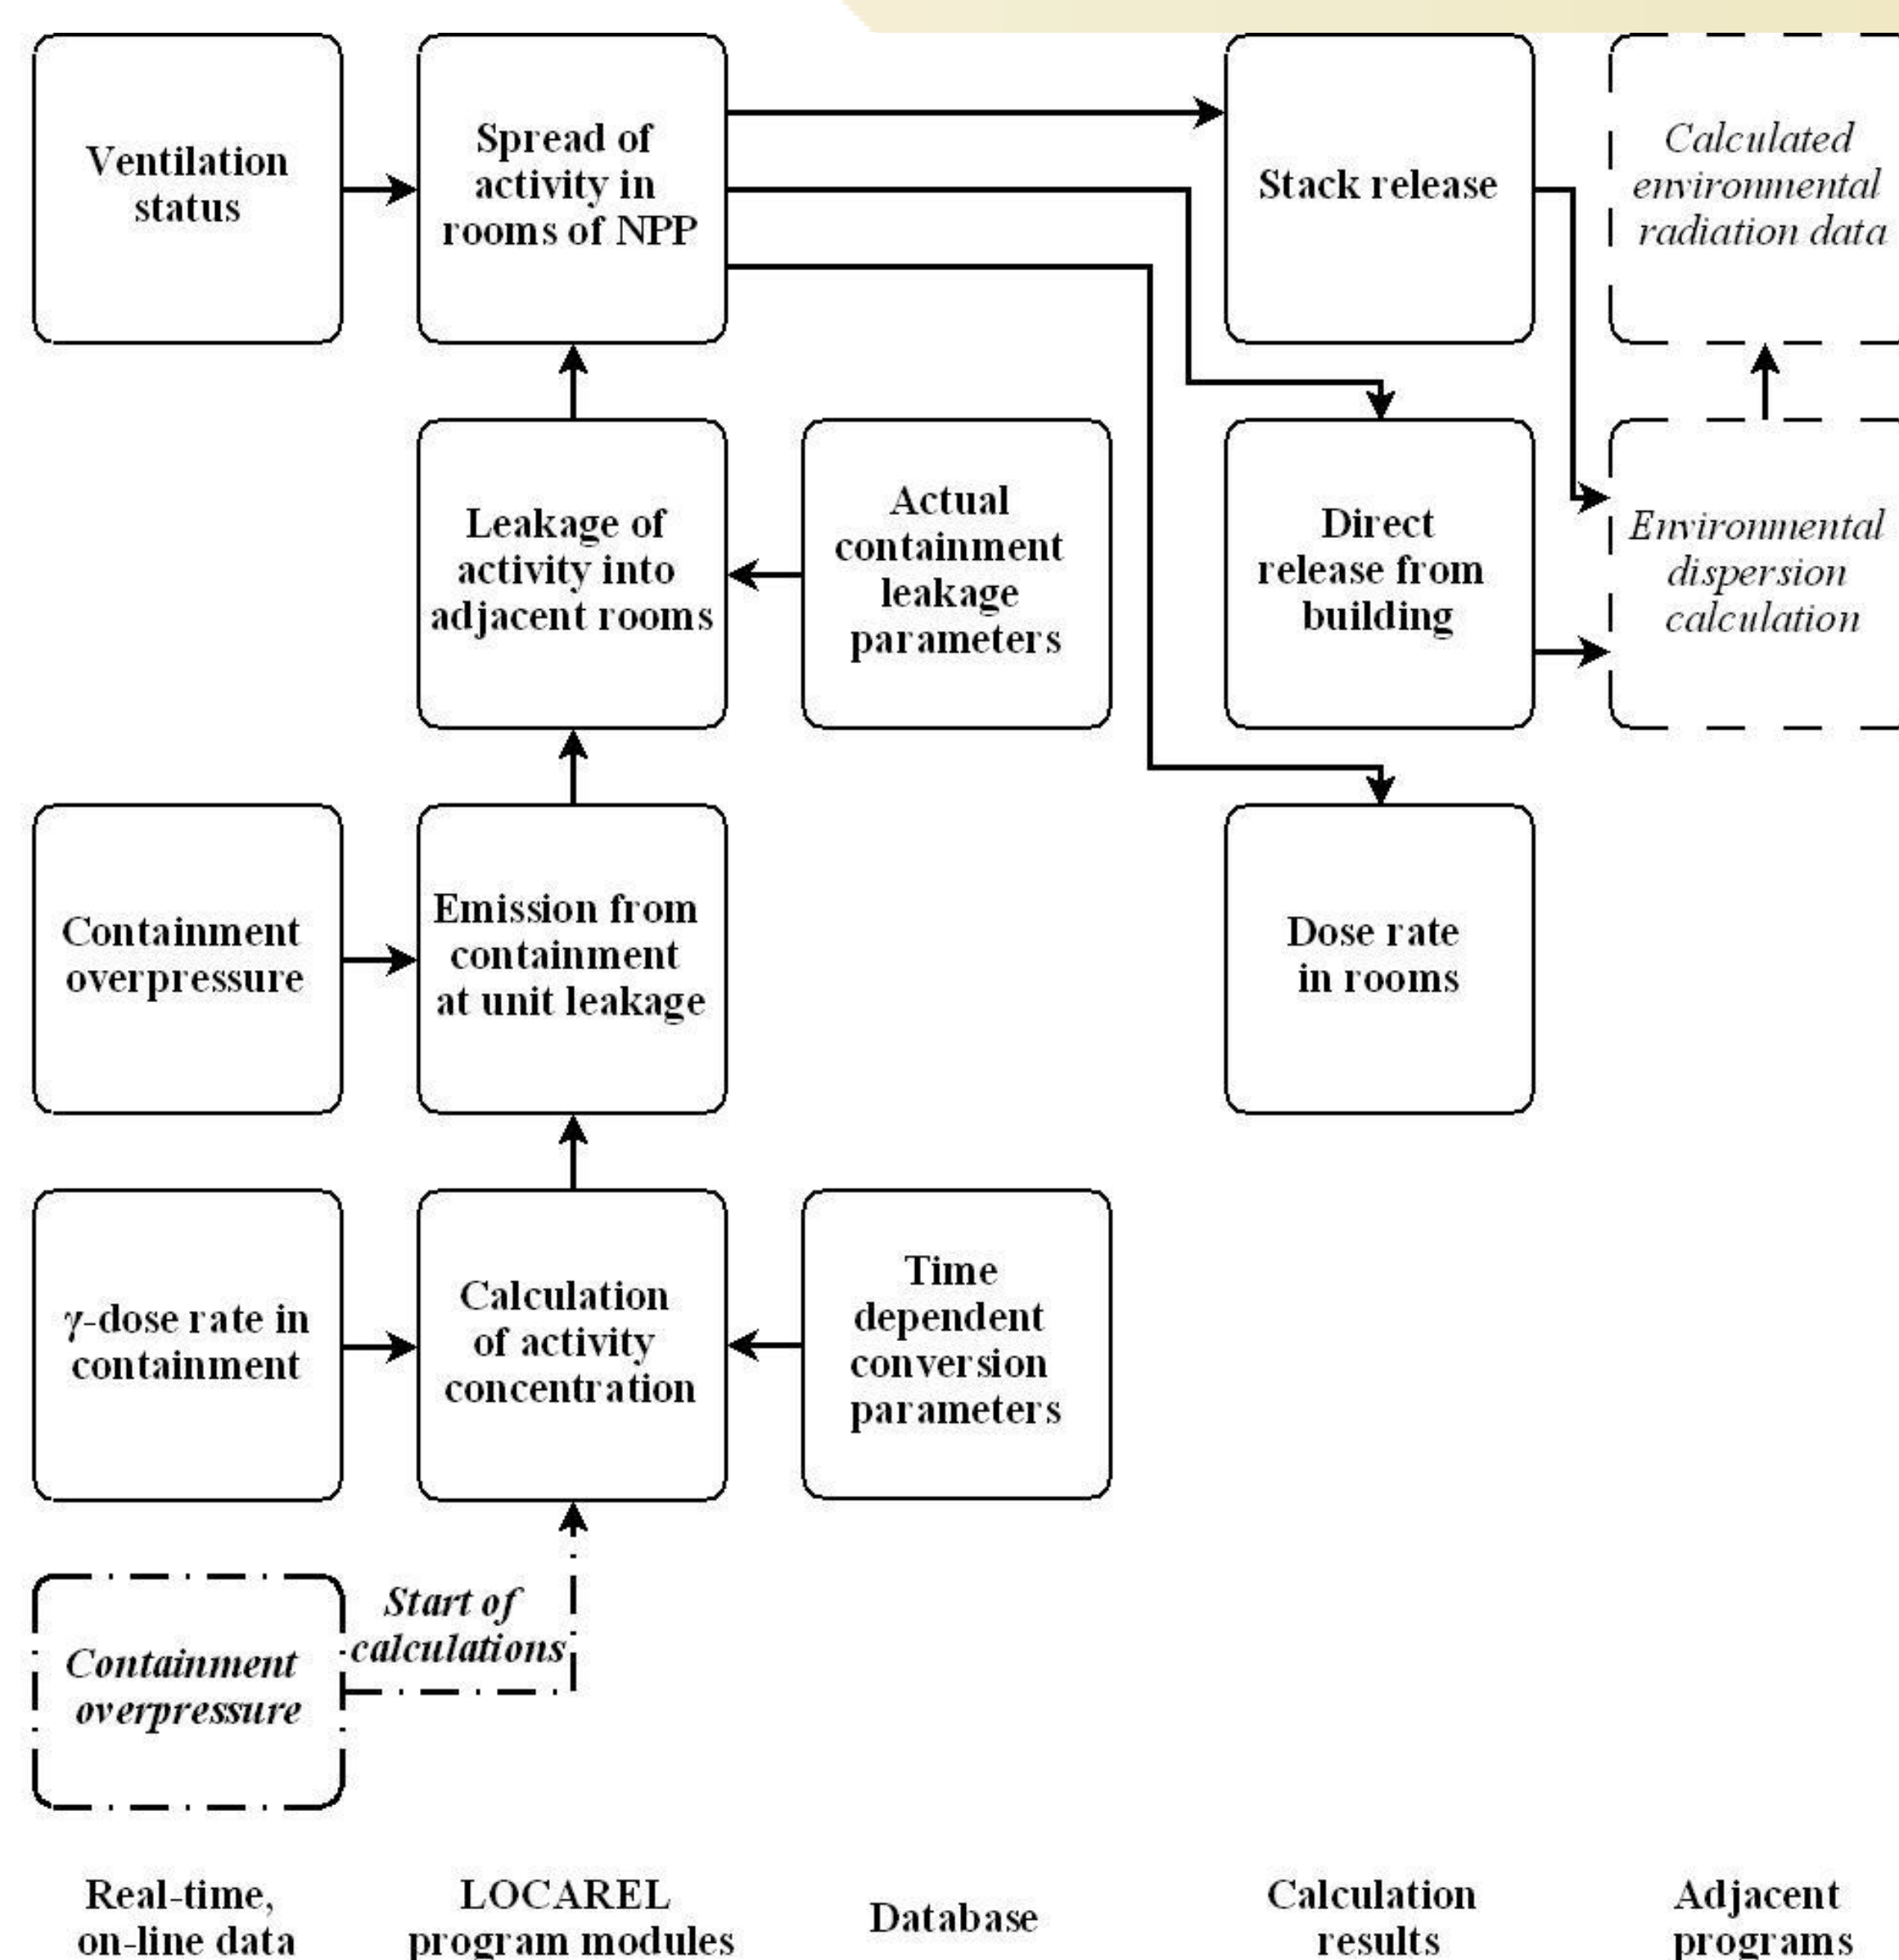 Ventilation
status
Spread of
activity in
rooms of NPP
Stack release
Calculated
environmental
radiation data
Leakage of
activity into
adjacent rooms
Actual
containment
leakage
parameters
Direct
release from
building
Environmental
dispersion
calculation
Containment
overpressure
Emission from
containment
at unit leakage
Dose rate
in rooms
γ-dose rate in
containment
Calculation
of activity
concentration
Time
dependent
conversion
parameters
Start of
calculations
Containment
overpressure
Real-time,
on-line data
LOCAREL
program modules
Database
Calculation
results
Adjacent
programs